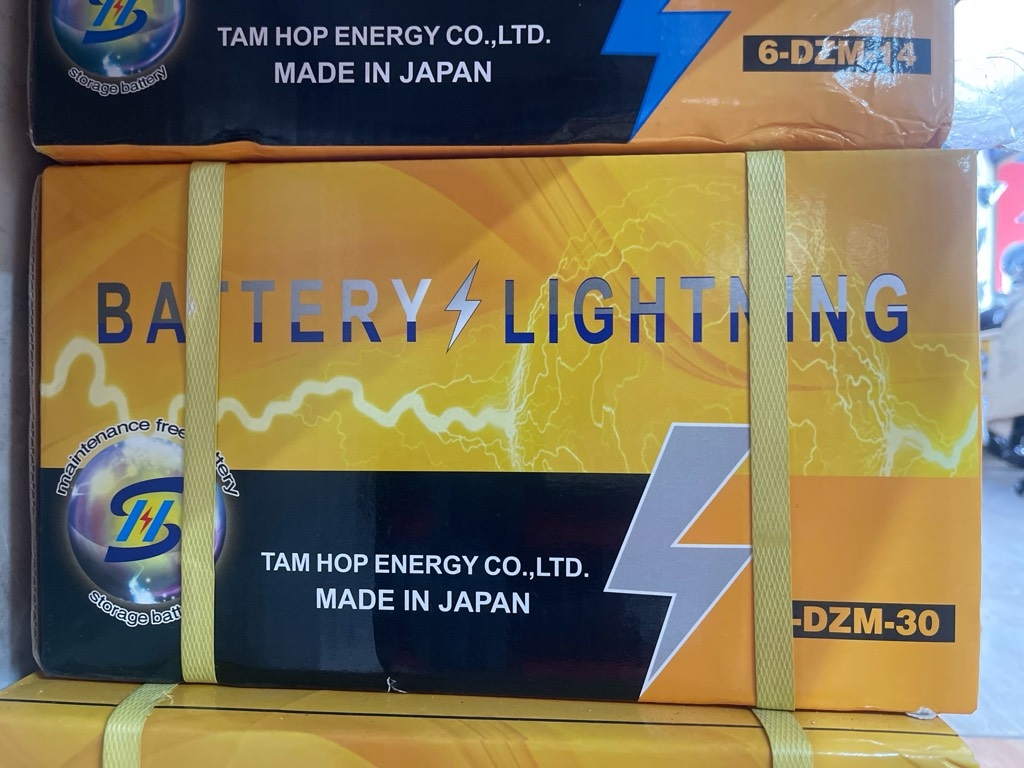 storage battery
TAM HOP ENERGY CO.,LTD.
MADE IN JAPAN
6-DZM-14
BATTERY LIGHTNING
maintenance free
storage
TAM HOP ENERGY CO.,LTD.
MADE IN JAPAN
-DZM-30